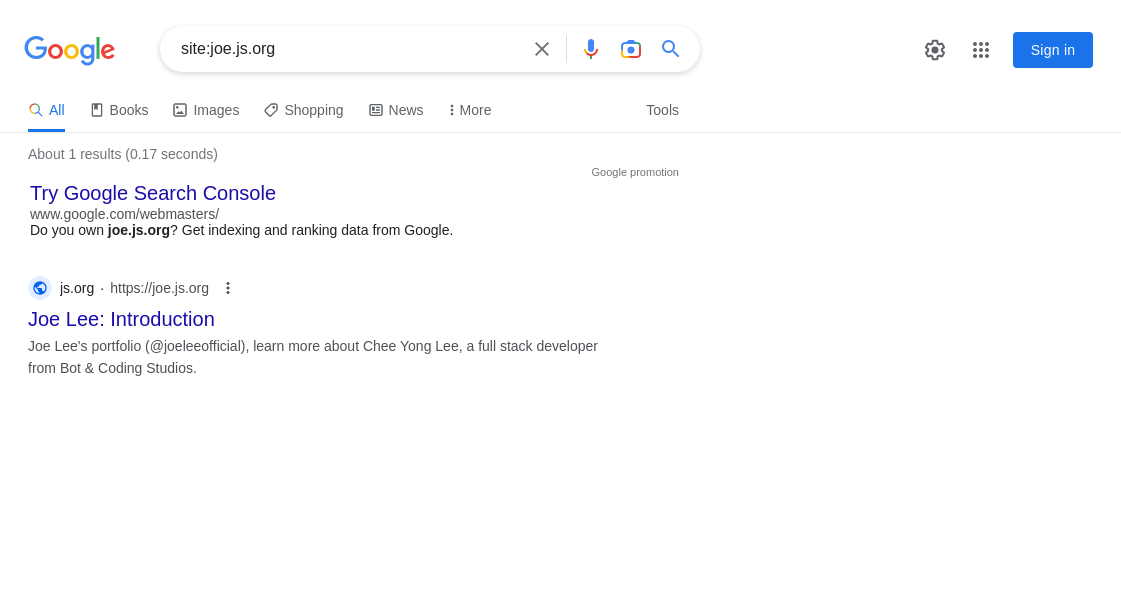 Google
site:joe.js.org
Sign in
All
Books
Images
Shopping
News
More
Tools
About 1 results (0.17 seconds)
Google promotion
Try Google Search Console
www.google.com/webmasters/
Do you own joe.js.org? Get indexing and ranking data from Google.
js.org · https://joe.js.org
Joe Lee: Introduction
Joe Lee's portfolio (@joeleeofficial), learn more about Chee Yong Lee, a full stack developer
from Bot & Coding Studios.